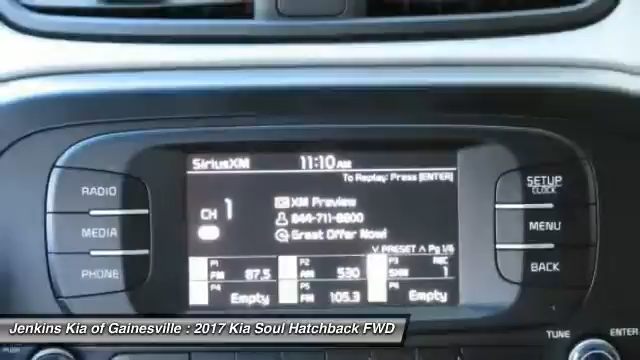 SiriusXM 11:10 AM
To Replay: Press [ENTER]
RADIO
SETUP
CLOCK
CH 1
XM Preview
844-711-8800
Great Offer Now!
MEDIA
MENU
PRESET Pg 1/6
PHONE
BACK
P1 FM 87.5
P2 AM 530
P3 SXM REC 1
P4 Empty
P5 FM 105.3
P6 Empty
Jenkins Kia of Gainesville : 2017 Kia Soul Hatchback FWD
TUNE
ENTER